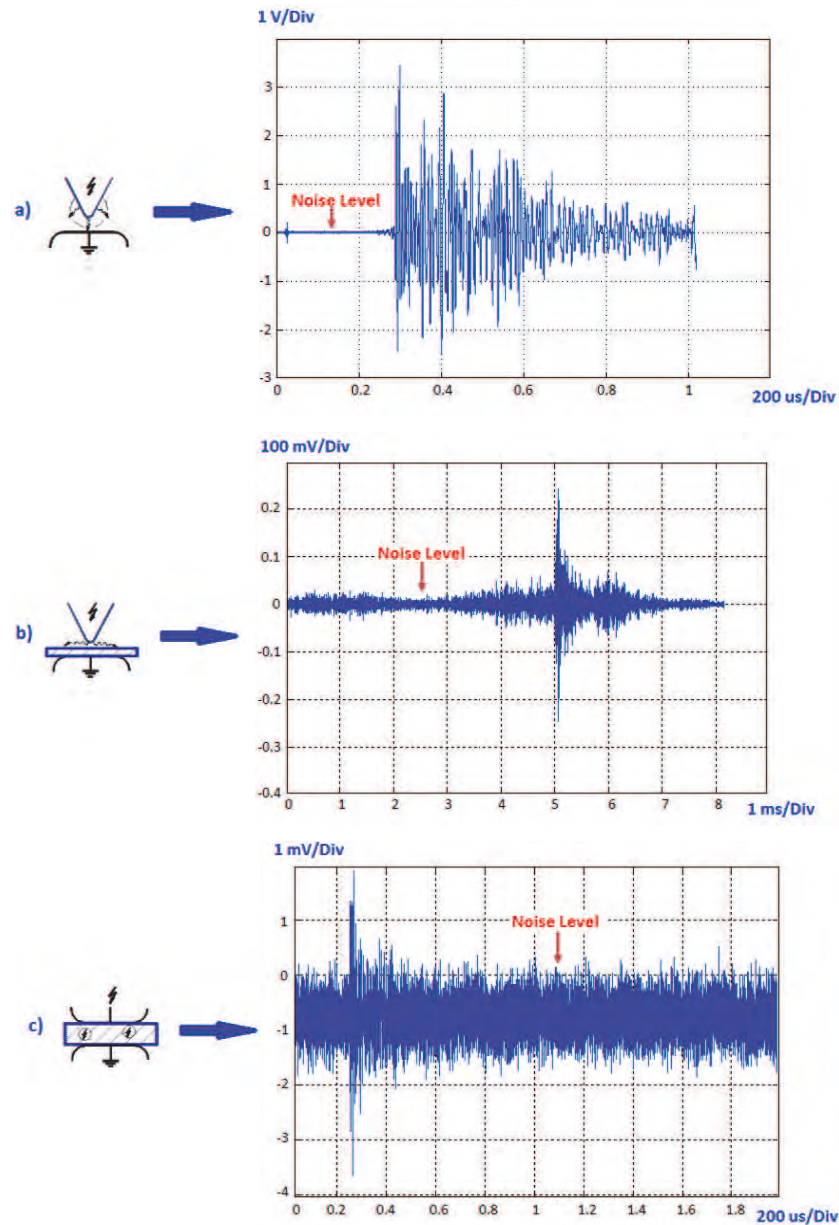 1 V/Div
3
2
1
0
-1
-2
-3
Noise Level
a)
0 0.2 0.4 0.6 0.8 1
200 us/Div
100 mV/Div
0.2
0.1
0
-0.1
-0.2
-0.3
-0.4
Noise Level
b)
0 1 2 3 4 5 6 7 8
1 ms/Div
1 mV/Div
1
0
-1
-2
-3
-4
Noise Level
c)
0 0.2 0.4 0.6 0.8 1 1.2 1.4 1.6 1.8
200 us/Div